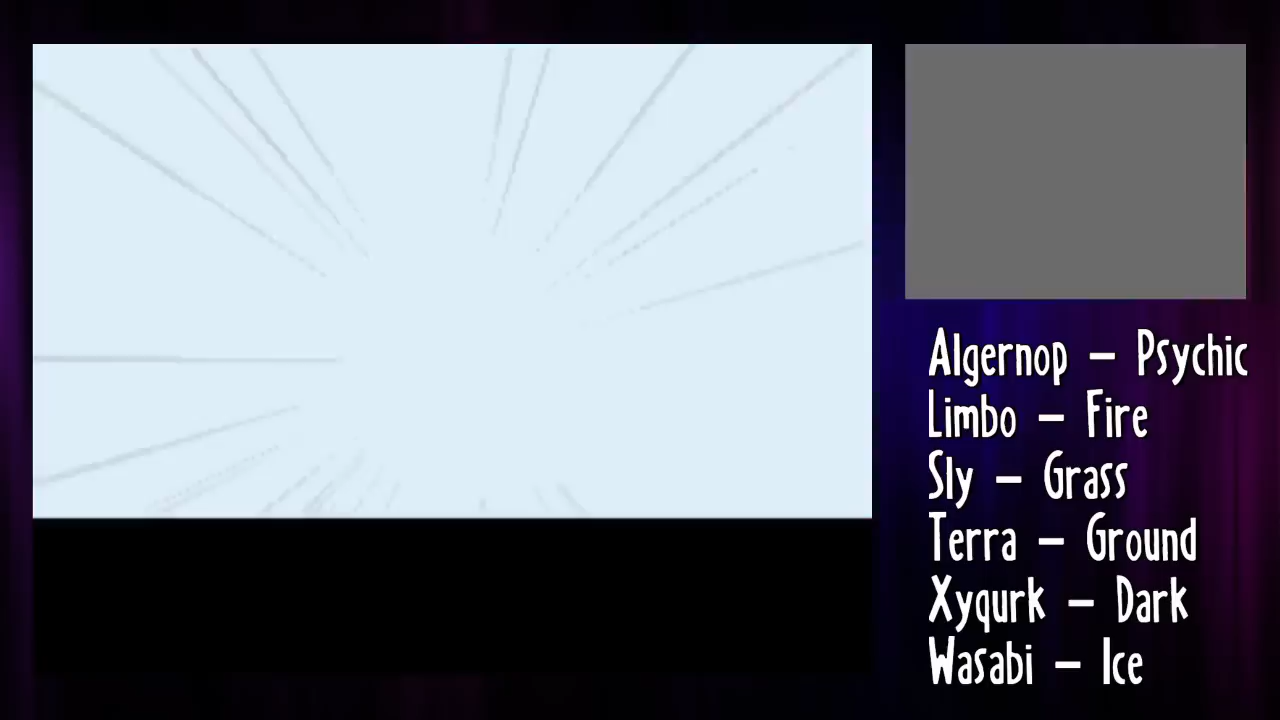 Algernop – Psychic
Limbo – Fire
Sly – Grass
Terra – Ground
Xyqurk – Dark
Wasabi – Ice